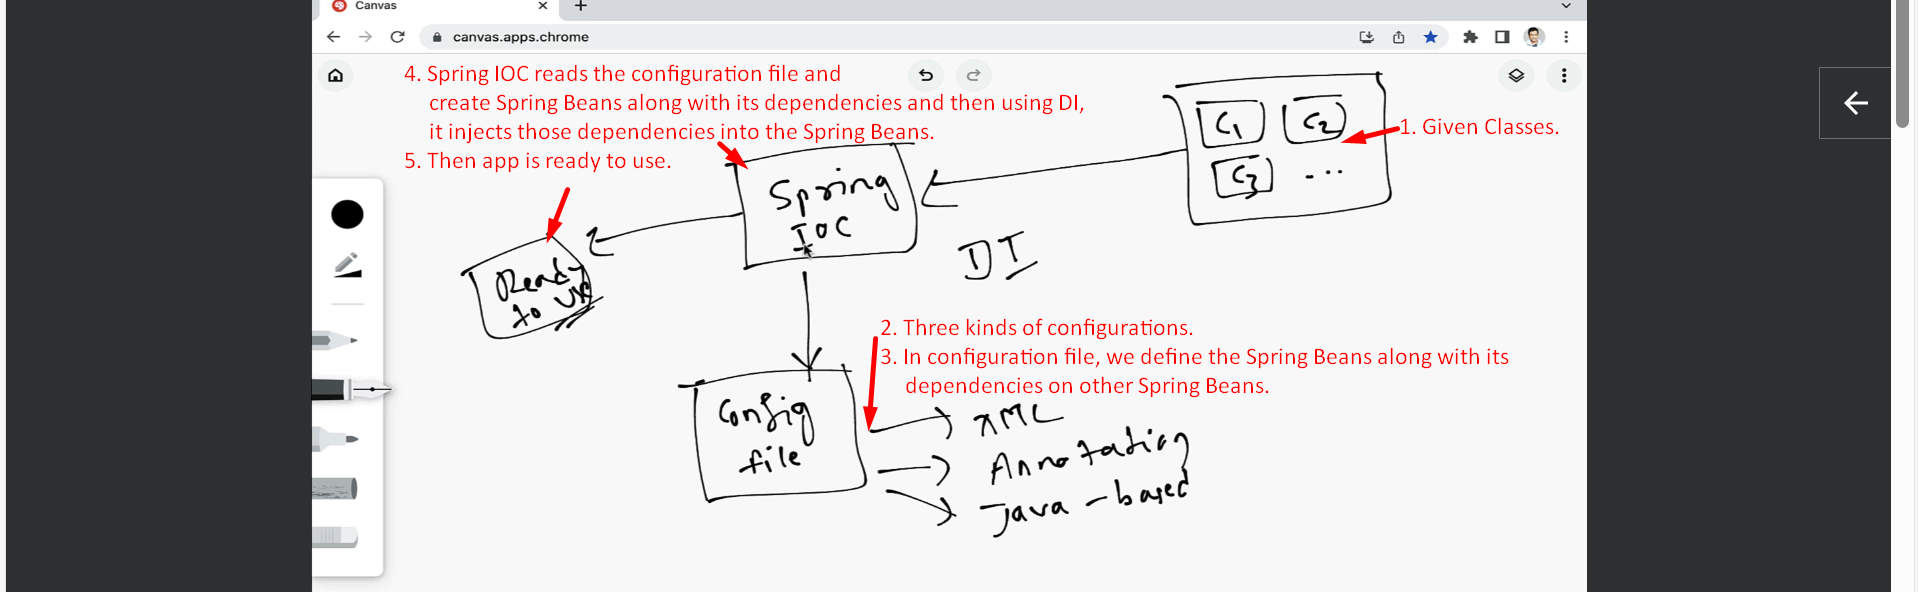 Canvas
canvas.apps.chrome
4. Spring IOC reads the configuration file and
create Spring Beans along with its dependencies and then using DI,
it injects those dependencies into the Spring Beans.
5. Then app is ready to use.
C1 C2
1. Given Classes.
C3 ...
Spring
IOC
DI
Ready
to use
2. Three kinds of configurations.
3. In configuration file, we define the Spring Beans along with its
dependencies on other Spring Beans.
Config
file
XML
Annotation
Java-based